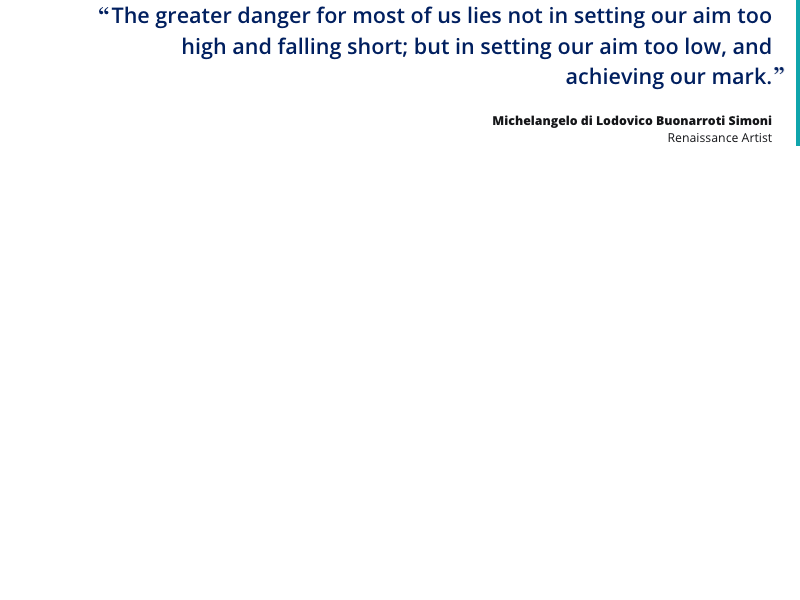 “The greater danger for most of us lies not in setting our aim too
high and falling short; but in setting our aim too low, and
achieving our mark.”
Michelangelo di Lodovico Buonarroti Simoni
Renaissance Artist